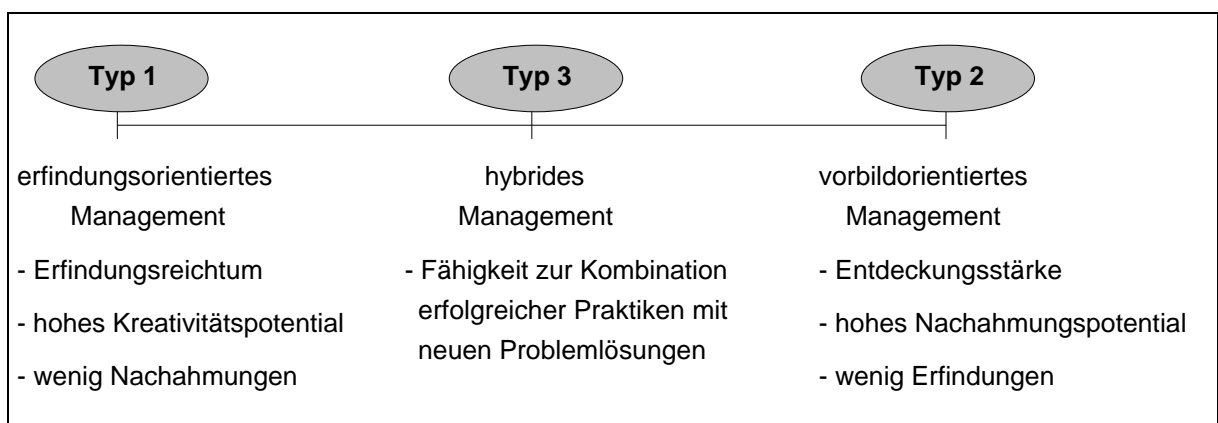 Typ 1
erfindungsorientiertes
Management
- Erfindungsreichtum
- hohes Kreativitätspotential
- wenig Nachahmungen
Typ 3
hybrides
Management
- Fähigkeit zur Kombination
erfolgreicher Praktiken mit
neuen Problemlösungen
Typ 2
vorbildorientiertes
Management
- Entdeckungsstärke
- hohes Nachahmungspotential
- wenig Erfindungen